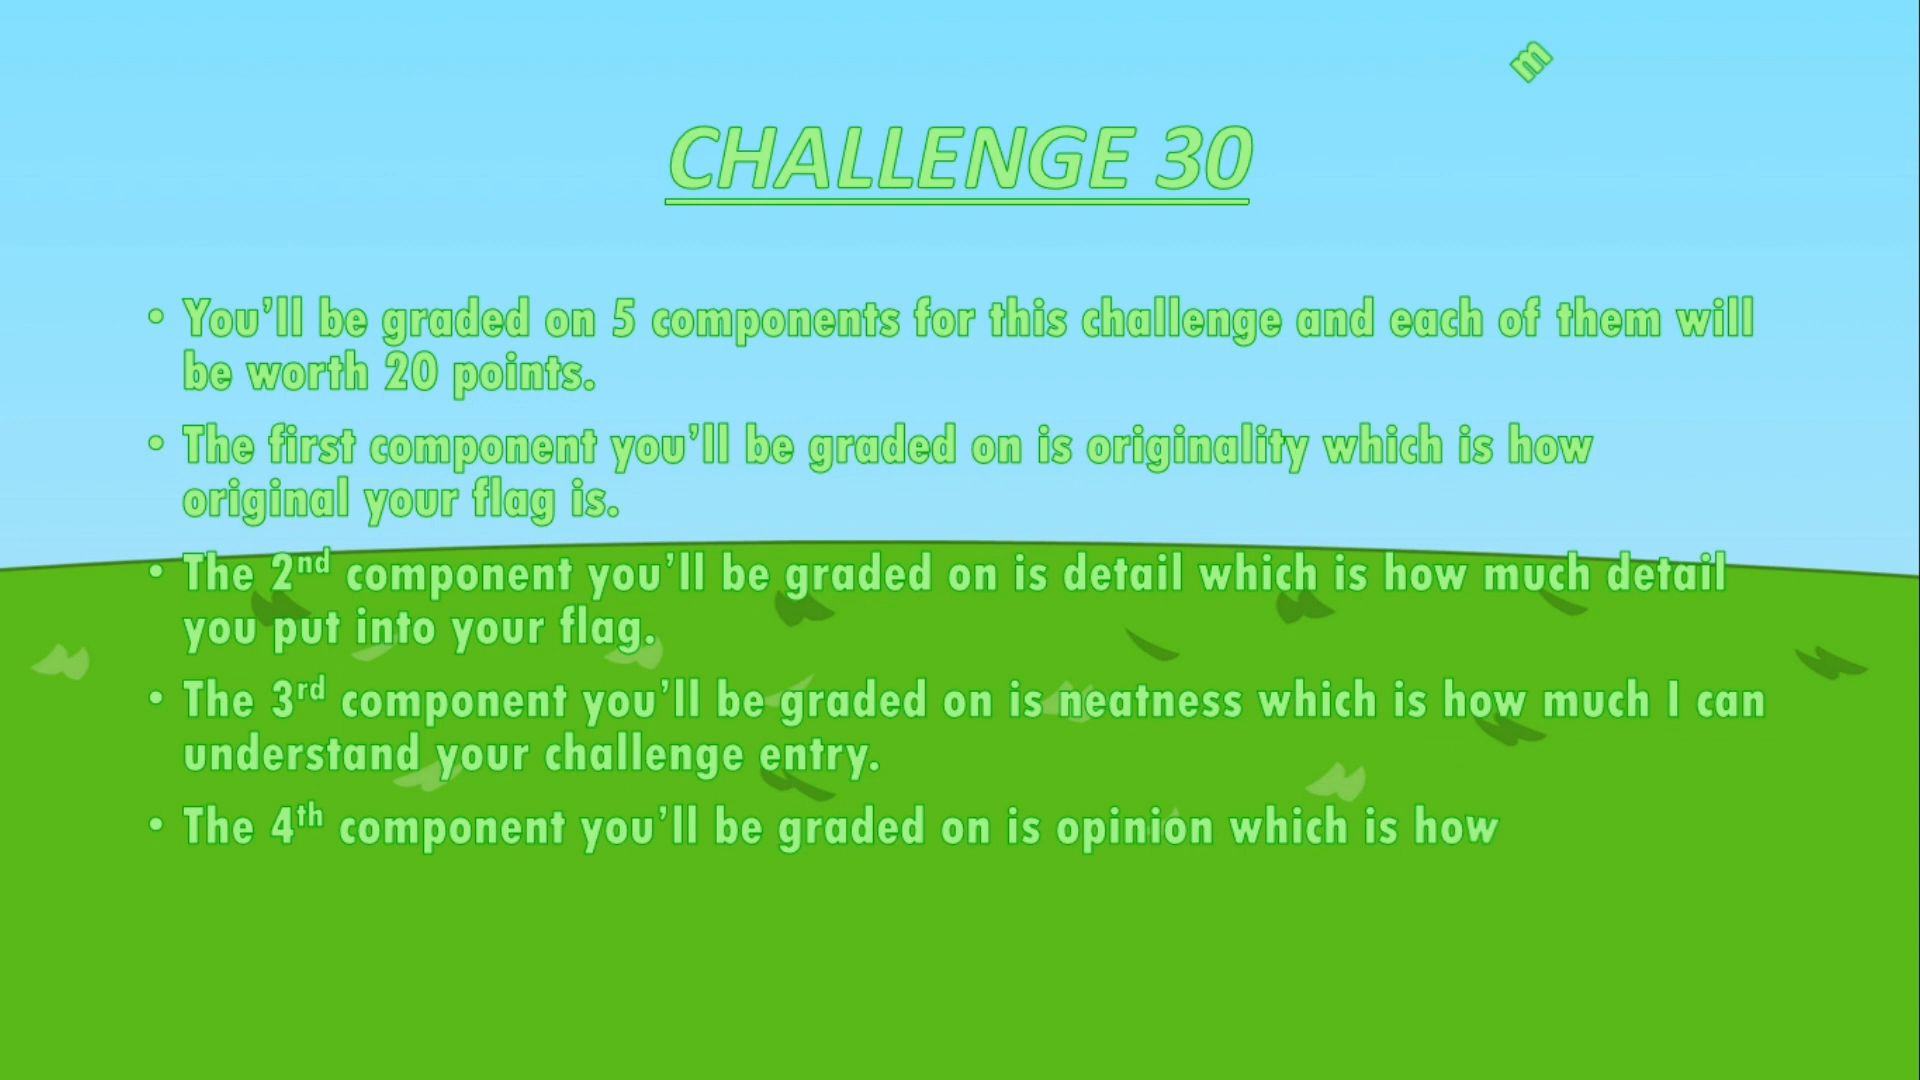 m
CHALLENGE 30
• You'll be graded on 5 components for this challenge and each of them will
be worth 20 points.
• The first component you'll be graded on is originality which is how
original your flag is.
• The 2nd component you'll be graded on is detail which is how much detail
you put into your flag.
• The 3rd component you'll be graded on is neatness which is how much I can
understand your challenge entry.
• The 4th component you'll be graded on is opinion which is how